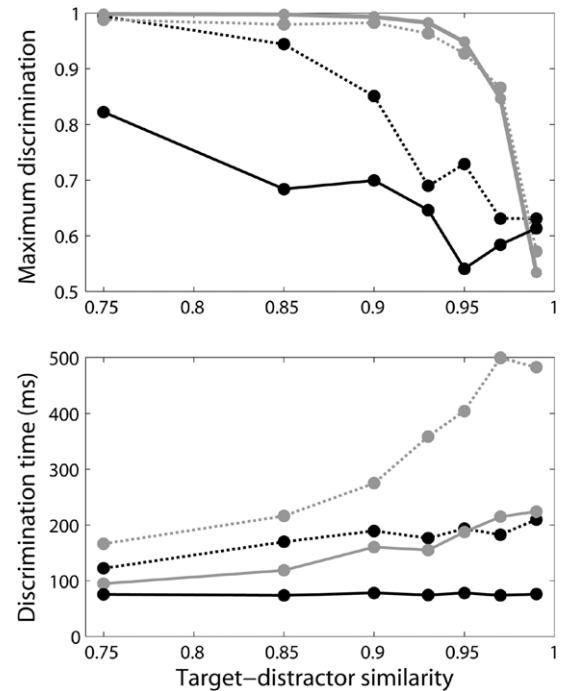 Maximum discrimination
1
0.9
0.8
0.7
0.6
0.5
0.75 0.8 0.85 0.9 0.95 1
Discrimination time (ms)
500
400
300
200
100
0
0.75 0.8 0.85 0.9 0.95 1
Target−distractor similarity